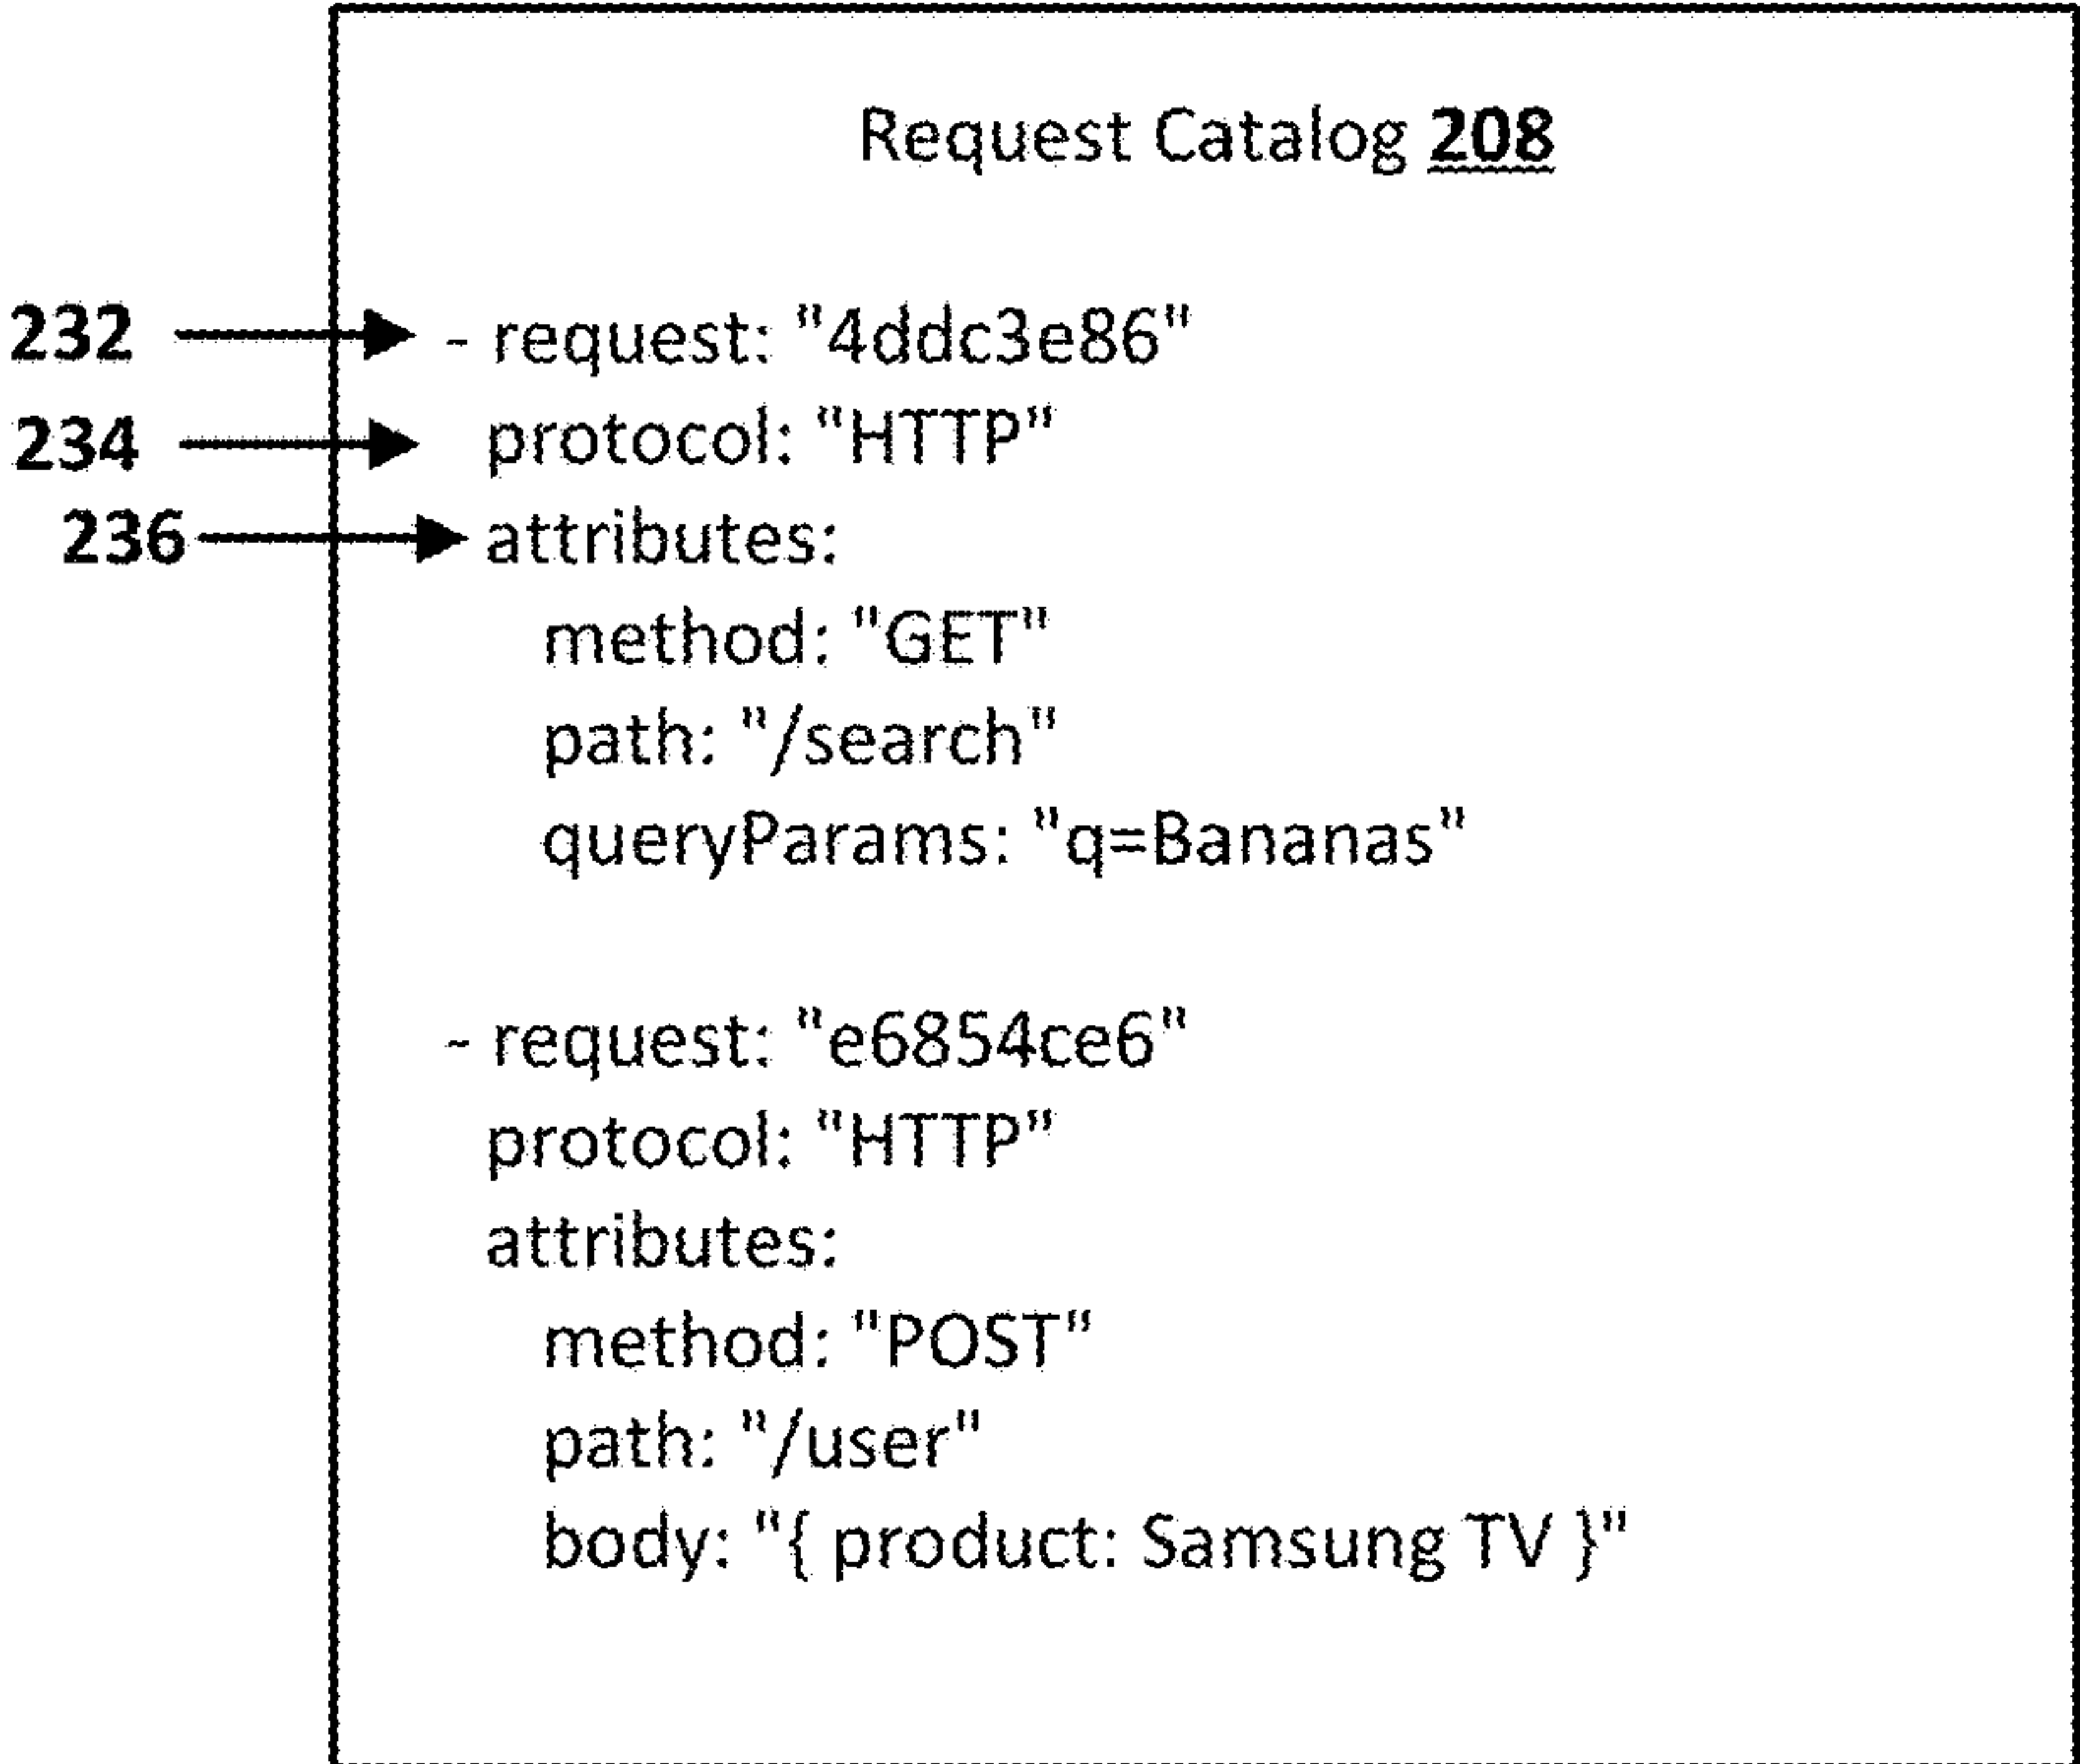 Request Catalog 208
232 - request: "4ddc3e86"
234 protocol: "HTTP"
236 attributes:
method: "GET"
path: "/search"
queryParams: "q=Bananas"
- request: "e6854ce6"
protocol: "HTTP"
attributes:
method: "POST"
path: "/user"
body: "{ product: Samsung TV }"